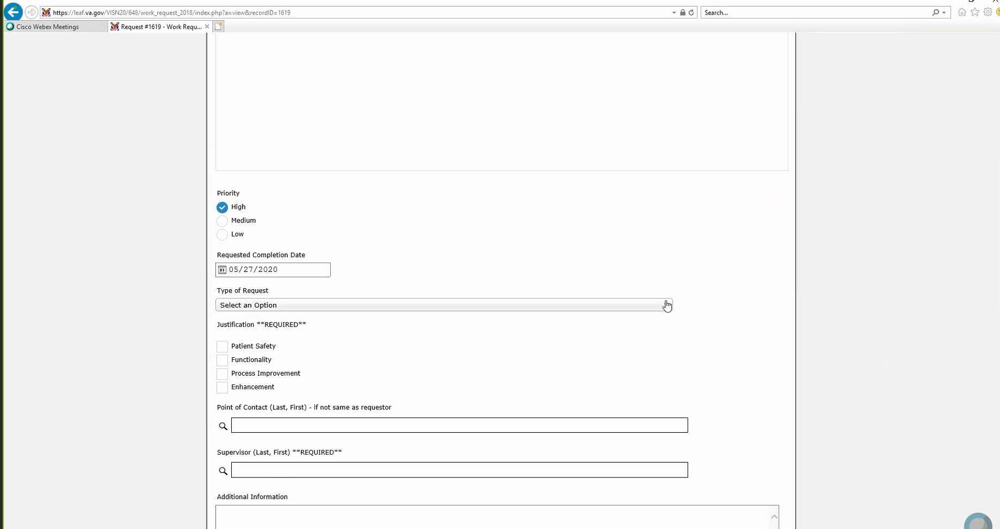 https://leaf.va.gov/VISN20/648/work_request_2018/index.php?a=view&recordID=1619
Search...
Cisco Webex Meetings
Request #1619 - Work Requ...
Priority
High
Medium
Low
Requested Completion Date
31 05/27/2020
Type of Request
Select an Option
Justification **REQUIRED**
Patient Safety
Functionality
Process Improvement
Enhancement
Point of Contact (Last, First) - if not same as requestor
Supervisor (Last, First) **REQUIRED**
Additional Information